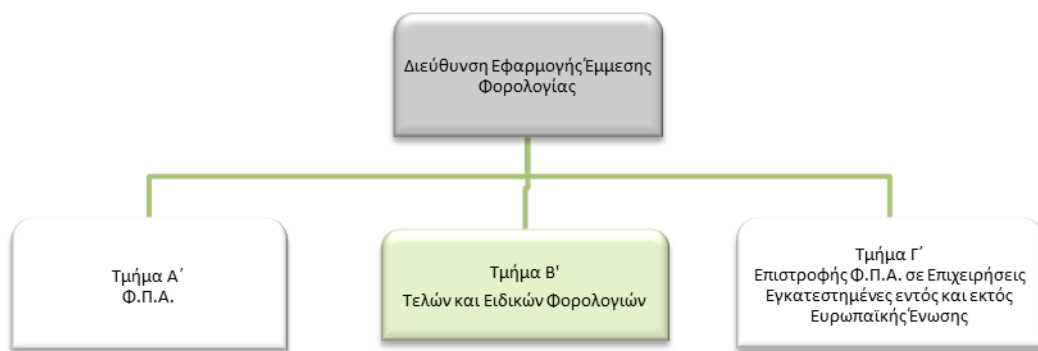 Διεύθυνση Εφαρμογής Έμμεσης
Φορολογίας
Τμήμα Α΄
Φ.Π.Α.
Τμήμα Β'
Τελών και Ειδικών Φορολογιών
Τμήμα Γ΄
Επιστροφής Φ.Π.Α. σε Επιχειρήσεις
Εγκατεστημένες εντός και εκτός
Ευρωπαϊκής Ένωσης